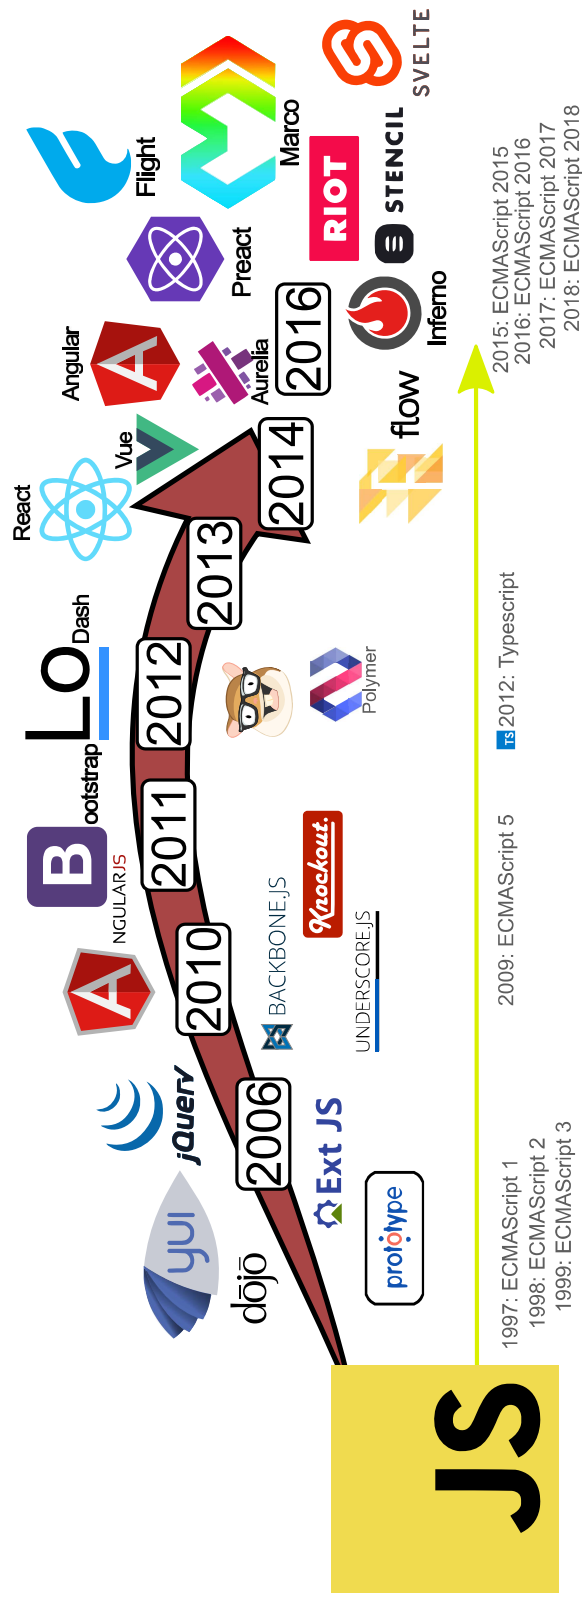 JS
1997: ECMAScript 1
1998: ECMAScript 2
1999: ECMAScript 3
2009: ECMAScript 5
TS 2012: Typescript
2015: ECMAScript 2015
2016: ECMAScript 2016
2017: ECMAScript 2017
2018: ECMAScript 2018
yui
dōjō
jQuery
2006
Ext JS
prototype
A
NGULARJS
2010
BACKBONE.JS
UNDERSCORE.JS
B
ootstrap
2011
Knockout.
LO
Dash
2012
Polymer
React
2013
Vue
2014
flow
Angular
A
Aurelia
2016
Inferno
Preact
Flight
Marco
RIOT
STENCIL
SVELTE